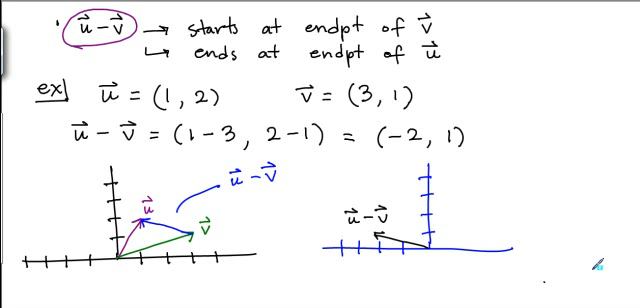 · u⃗ - v⃗ → starts at endpt of v⃗
↳ ends at endpt of u⃗
ex] u⃗ = (1, 2) v⃗ = (3, 1)
u⃗ - v⃗ = (1-3, 2-1) = (-2, 1)
u⃗ - v⃗
u⃗
v⃗
u⃗ - v⃗